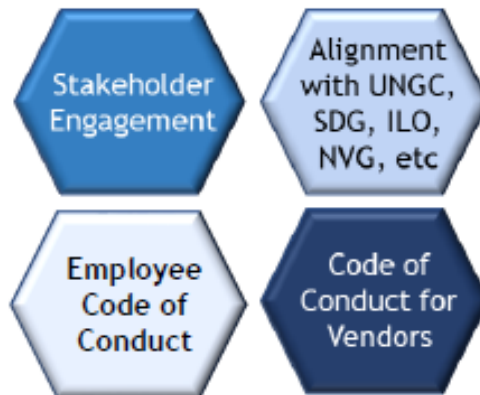 Stakeholder
Engagement
Alignment
with UNGC,
SDG, ILO,
NVG, etc
Employee
Code of
Conduct
Code of
Conduct for
Vendors